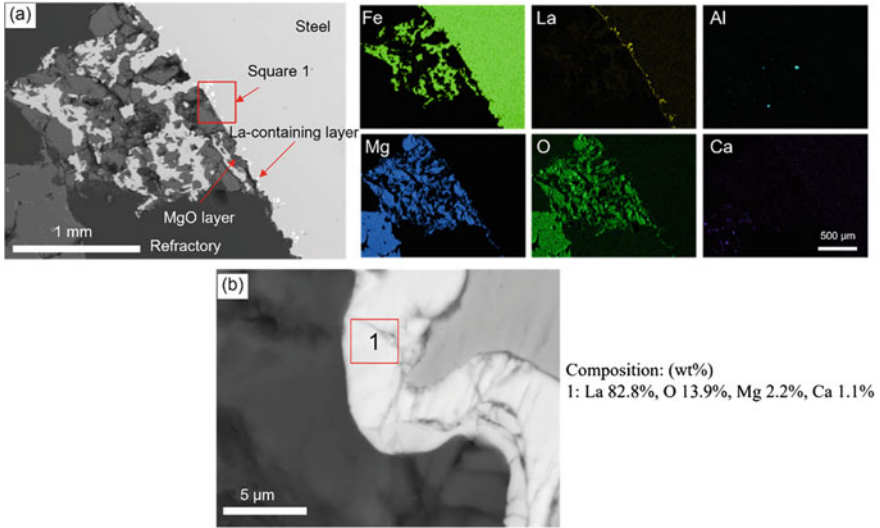 (a)
Steel
Square 1
La-containing layer
MgO layer
1 mm
Refractory
Fe
La
Al
Mg
O
Ca
500 μm
(b)
1
5 μm
Composition: (wt%)
1: La 82.8%, O 13.9%, Mg 2.2%, Ca 1.1%